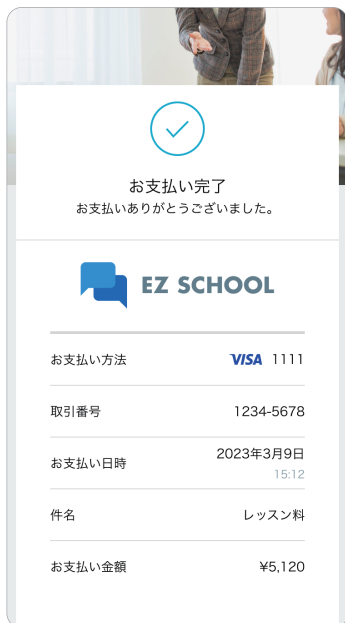 お支払い完了
お支払いありがとうございました。
EZ SCHOOL
お支払い方法 VISA 1111
取引番号 1234-5678
お支払い日時 2023年3月9日
15:12
件名 レッスン料
お支払い金額 ¥5,120